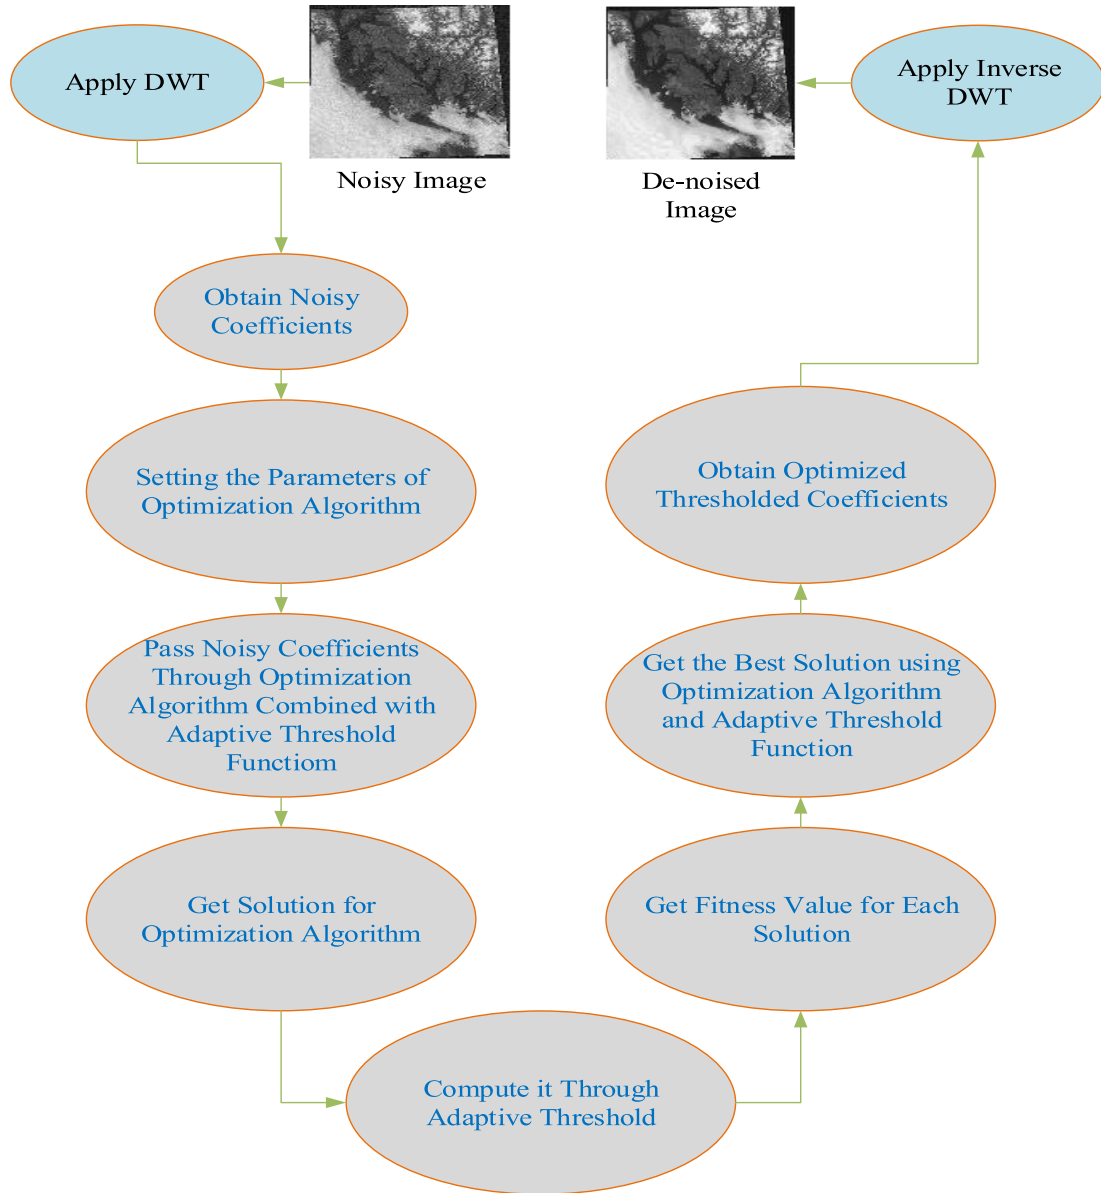 Apply DWT
Noisy Image
Obtain Noisy
Coefficients
Setting the Parameters of
Optimization Algorithm
Pass Noisy Coefficients
Through Optimization
Algorithm Combined with
Adaptive Threshold
Functiom
Get Solution for
Optimization Algorithm
Compute it Through
Adaptive Threshold
Get Fitness Value for Each
Solution
Get the Best Solution using
Optimization Algorithm
and Adaptive Threshold
Function
Obtain Optimized
Thresholded Coefficients
Apply Inverse
DWT
De-noised
Image